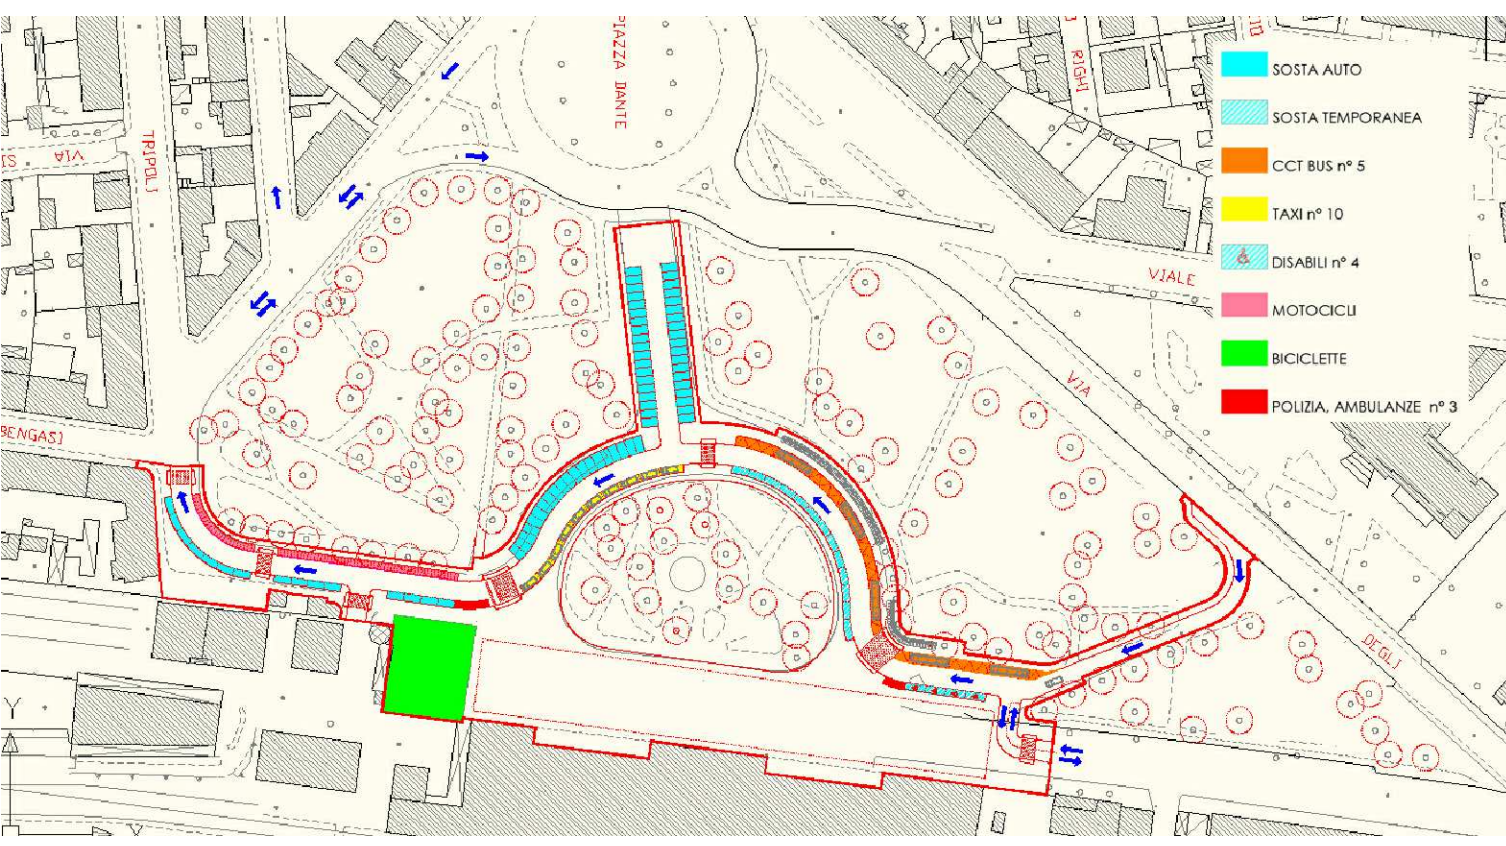 PIAZZA DANTE
RIGHI
VIA
TRIPOLI
BENGASI
VIALE
VIA
DEGLI
Y
SOSTA AUTO
SOSTA TEMPORANEA
CCT BUS n° 5
TAXI n° 10
DISABILI n° 4
MOTOCICLI
BICICLETTE
POLIZIA, AMBULANZE n° 3